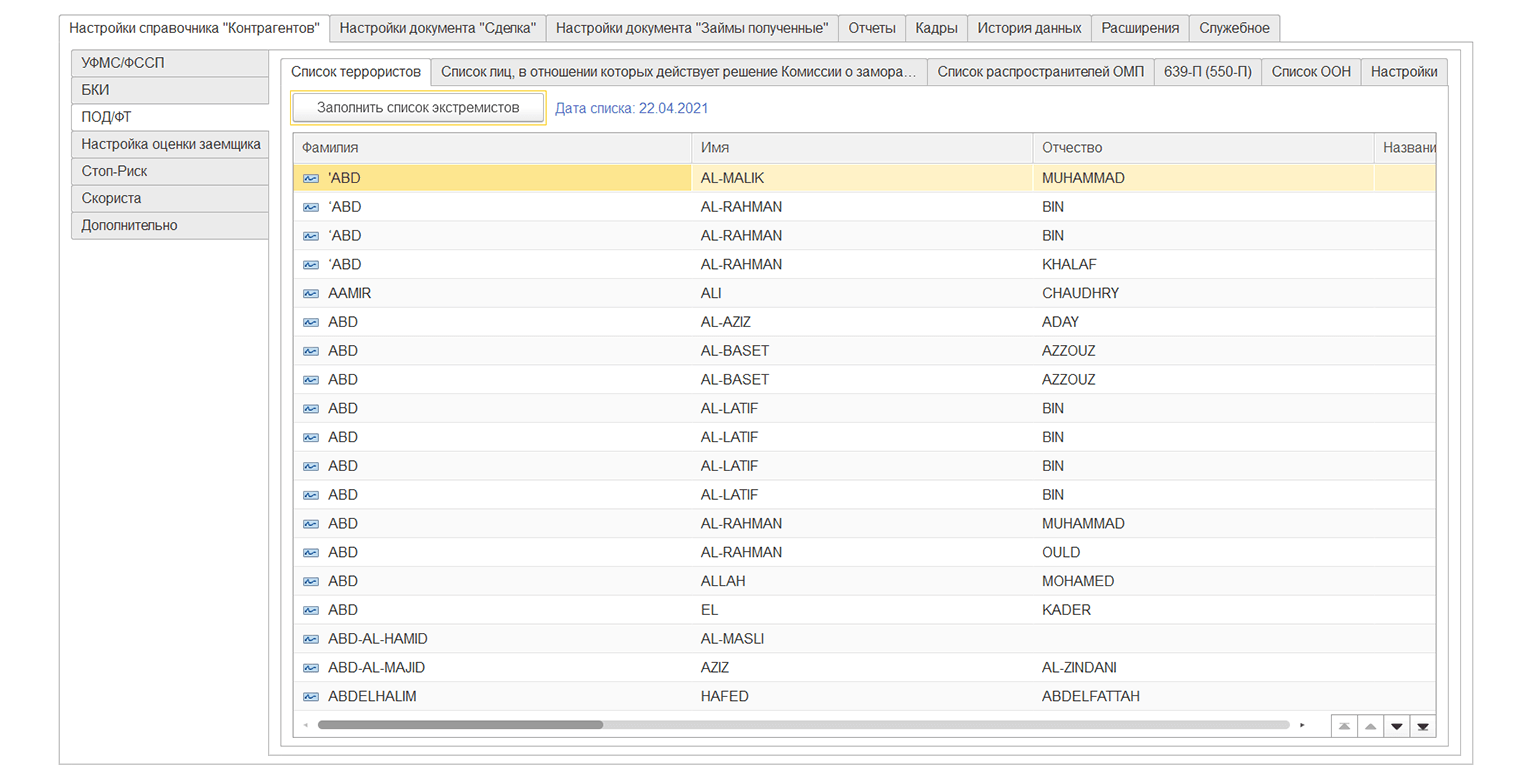 Настройки справочника "Контрагентов" Настройки документа "Сделка" Настройки документа "Займы полученные" Отчеты Кадры История данных Расширения Служебное
УФМС/ФССП
БКИ
ПОД/ФТ
Настройка оценки заемщика
Стоп-Риск
Скориста
Дополнительно
Список террористов Список лиц, в отношении которых действует решение Комиссии о замора... Список распространителей ОМП 639-П (550-П) Список ООН Настройки
Заполнить список экстремистов Дата списка: 22.04.2021
Фамилия Имя Отчество Названи
'ABD AL-MALIK MUHAMMAD
‘ABD AL-RAHMAN BIN
‘ABD AL-RAHMAN BIN
‘ABD AL-RAHMAN KHALAF
AAMIR ALI CHAUDHRY
ABD AL-AZIZ ADAY
ABD AL-BASET AZZOUZ
ABD AL-BASET AZZOUZ
ABD AL-LATIF BIN
ABD AL-LATIF BIN
ABD AL-LATIF BIN
ABD AL-LATIF BIN
ABD AL-RAHMAN MUHAMMAD
ABD AL-RAHMAN OULD
ABD ALLAH MOHAMED
ABD EL KADER
ABD-AL-HAMID AL-MASLI
ABD-AL-MAJID AZIZ AL-ZINDANI
ABDELHALIM HAFED ABDELFATTAH